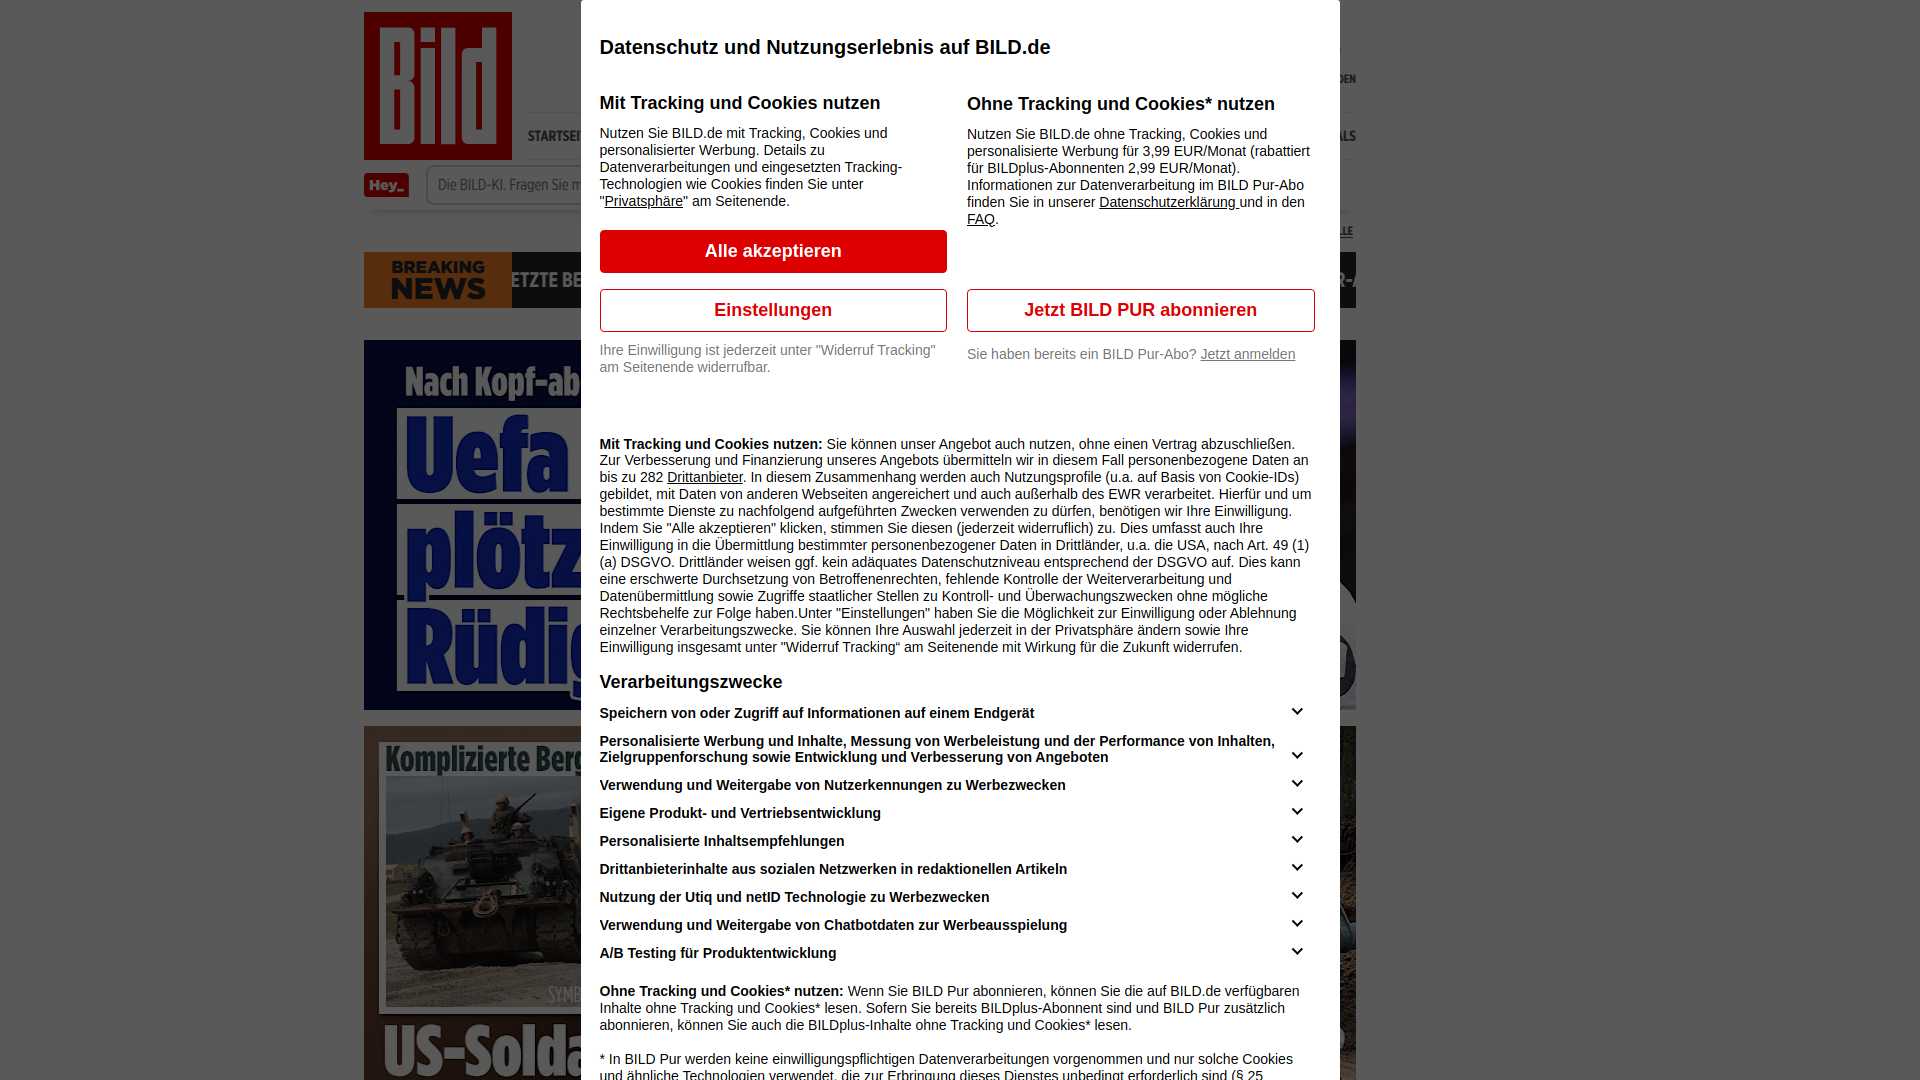 Bild
DEN
STARTSEI
ALS
Hey_
Die BILD-KI. Fragen Sie m
LLE
BREAKING
NEWS
ETZTE BE
R-A
Nach Kopf-ab
Uefa
plötz
Rüdig
Komplizierte Berg
SYMB
US-Solda
Datenschutz und Nutzungserlebnis auf BILD.de
Mit Tracking und Cookies nutzen
Nutzen Sie BILD.de mit Tracking, Cookies und
personalisierter Werbung. Details zu
Datenverarbeitungen und eingesetzten Tracking-
Technologien wie Cookies finden Sie unter
"Privatsphäre" am Seitenende.
Alle akzeptieren
Einstellungen
Ihre Einwilligung ist jederzeit unter "Widerruf Tracking"
am Seitenende widerrufbar.
Ohne Tracking und Cookies* nutzen
Nutzen Sie BILD.de ohne Tracking, Cookies und
personalisierte Werbung für 3,99 EUR/Monat (rabattiert
für BILDplus-Abonnenten 2,99 EUR/Monat).
Informationen zur Datenverarbeitung im BILD Pur-Abo
finden Sie in unserer Datenschutzerklärung und in den
FAQ.
Jetzt BILD PUR abonnieren
Sie haben bereits ein BILD Pur-Abo? Jetzt anmelden
Mit Tracking und Cookies nutzen: Sie können unser Angebot auch nutzen, ohne einen Vertrag abzuschließen.
Zur Verbesserung und Finanzierung unseres Angebots übermitteln wir in diesem Fall personenbezogene Daten an
bis zu 282 Drittanbieter. In diesem Zusammenhang werden auch Nutzungsprofile (u.a. auf Basis von Cookie-IDs)
gebildet, mit Daten von anderen Webseiten angereichert und auch außerhalb des EWR verarbeitet. Hierfür und um
bestimmte Dienste zu nachfolgend aufgeführten Zwecken verwenden zu dürfen, benötigen wir Ihre Einwilligung.
Indem Sie "Alle akzeptieren" klicken, stimmen Sie diesen (jederzeit widerruflich) zu. Dies umfasst auch Ihre
Einwilligung in die Übermittlung bestimmter personenbezogener Daten in Drittländer, u.a. die USA, nach Art. 49 (1)
(a) DSGVO. Drittländer weisen ggf. kein adäquates Datenschutzniveau entsprechend der DSGVO auf. Dies kann
eine erschwerte Durchsetzung von Betroffenenrechten, fehlende Kontrolle der Weiterverarbeitung und
Datenübermittlung sowie Zugriffe staatlicher Stellen zu Kontroll- und Überwachungszwecken ohne mögliche
Rechtsbehelfe zur Folge haben.Unter "Einstellungen" haben Sie die Möglichkeit zur Einwilligung oder Ablehnung
einzelner Verarbeitungszwecke. Sie können Ihre Auswahl jederzeit in der Privatsphäre ändern sowie Ihre
Einwilligung insgesamt unter "Widerruf Tracking“ am Seitenende mit Wirkung für die Zukunft widerrufen.
Verarbeitungszwecke
Speichern von oder Zugriff auf Informationen auf einem Endgerät
Personalisierte Werbung und Inhalte, Messung von Werbeleistung und der Performance von Inhalten,
Zielgruppenforschung sowie Entwicklung und Verbesserung von Angeboten
Verwendung und Weitergabe von Nutzerkennungen zu Werbezwecken
Eigene Produkt- und Vertriebsentwicklung
Personalisierte Inhaltsempfehlungen
Drittanbieterinhalte aus sozialen Netzwerken in redaktionellen Artikeln
Nutzung der Utiq und netID Technologie zu Werbezwecken
Verwendung und Weitergabe von Chatbotdaten zur Werbeausspielung
A/B Testing für Produktentwicklung
Ohne Tracking und Cookies* nutzen: Wenn Sie BILD Pur abonnieren, können Sie die auf BILD.de verfügbaren
Inhalte ohne Tracking und Cookies* lesen. Sofern Sie bereits BILDplus-Abonnent sind und BILD Pur zusätzlich
abonnieren, können Sie auch die BILDplus-Inhalte ohne Tracking und Cookies* lesen.
* In BILD Pur werden keine einwilligungspflichtigen Datenverarbeitungen vorgenommen und nur solche Cookies
und ähnliche Technologien verwendet, die zur Erbringung dieses Dienstes unbedingt erforderlich sind (§ 25